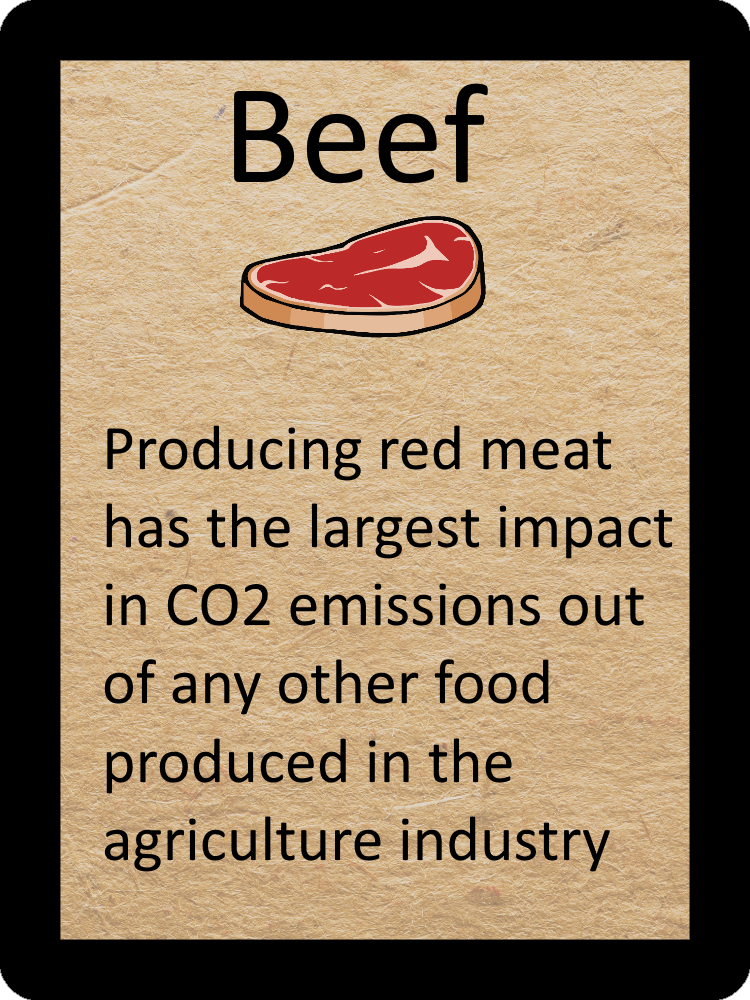 Beef
Producing red meat
has the largest impact
in CO2 emissions out
of any other food
produced in the
agriculture industry